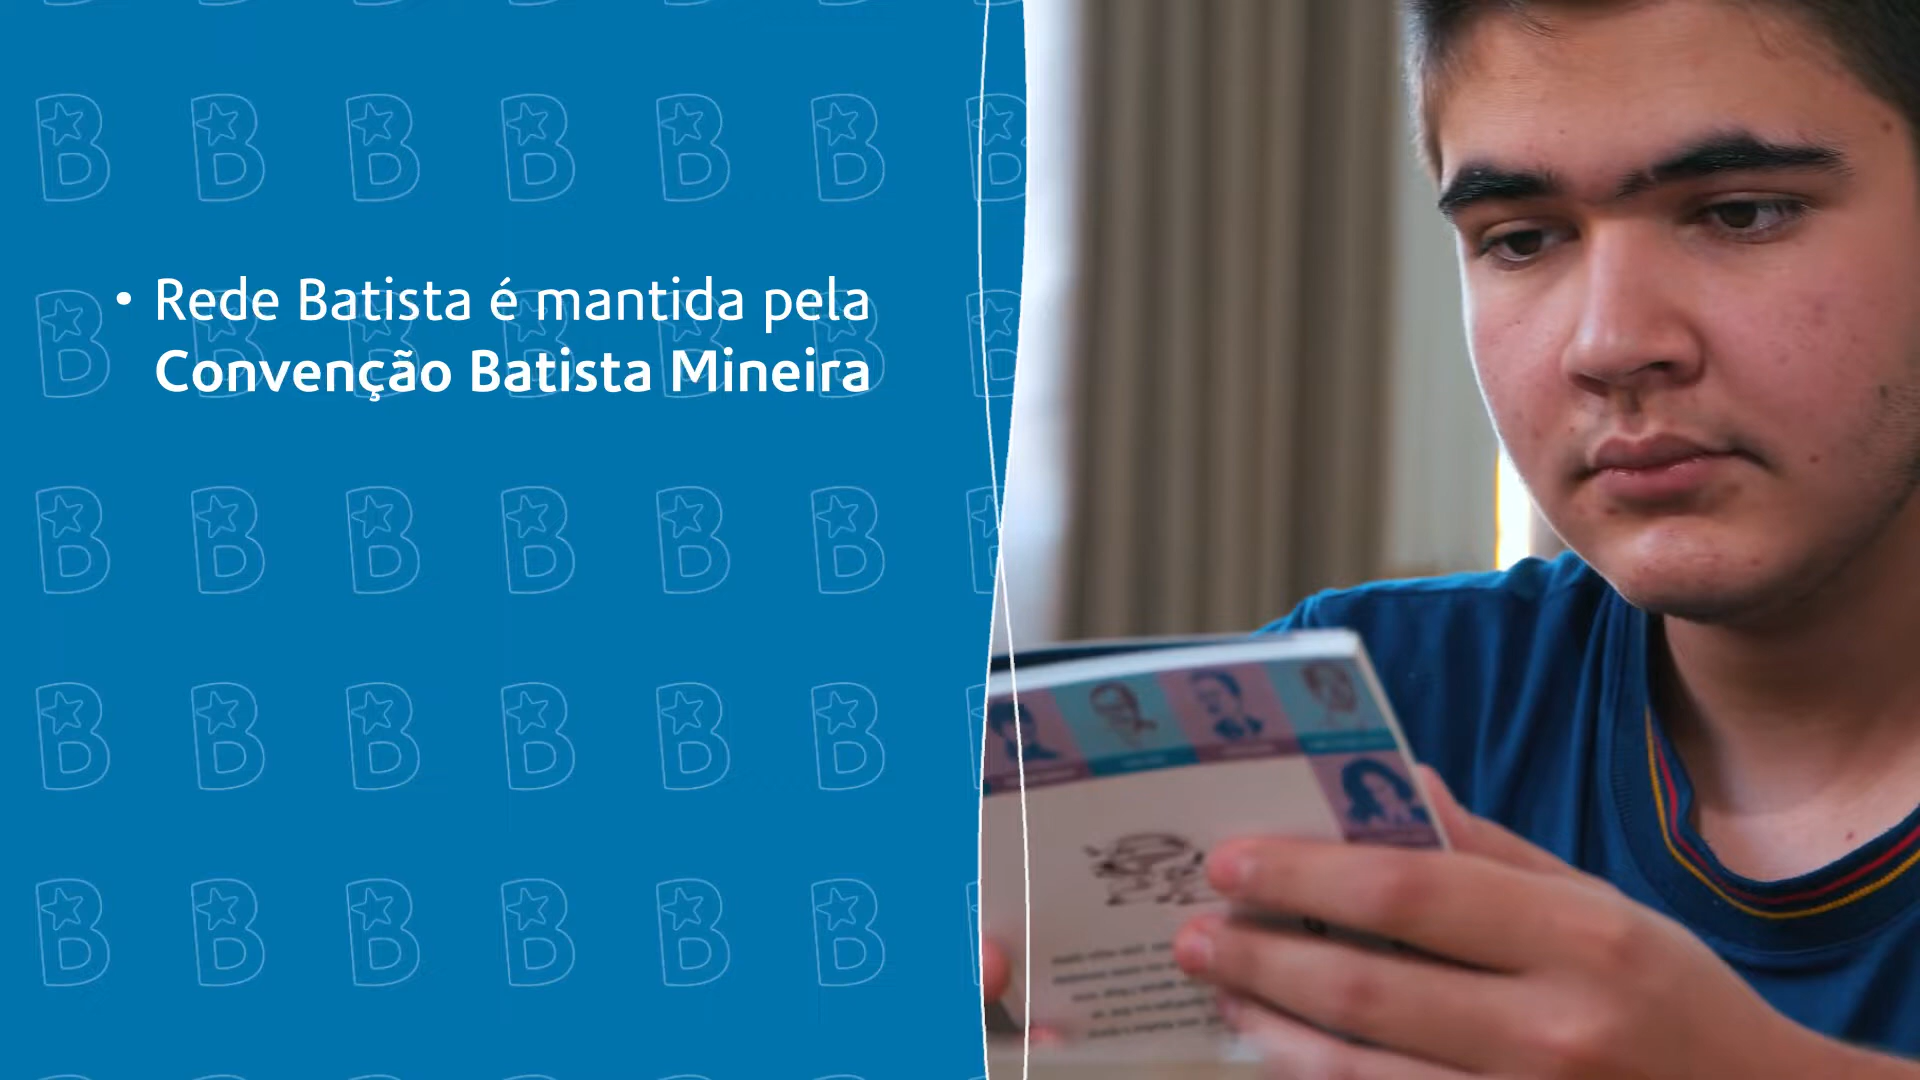 • Rede Batista é mantida pela
Convenção Batista Mineira